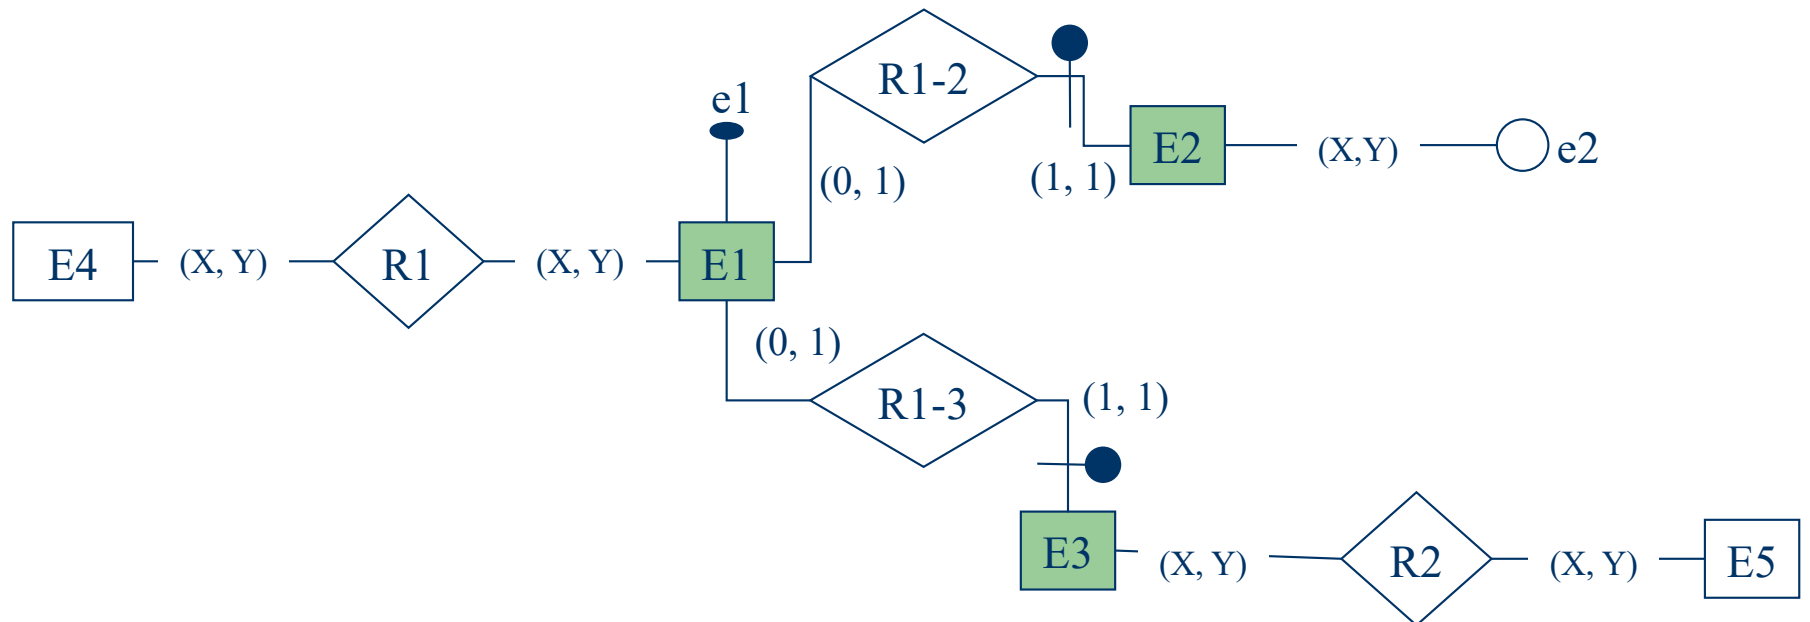 R1-2
e1
E2
(X,Y)
e2
(0, 1)
(1, 1)
E4
(X, Y)
R1
(X, Y)
E1
(0, 1)
R1-3
(1, 1)
E3
(X, Y)
R2
(X, Y)
E5